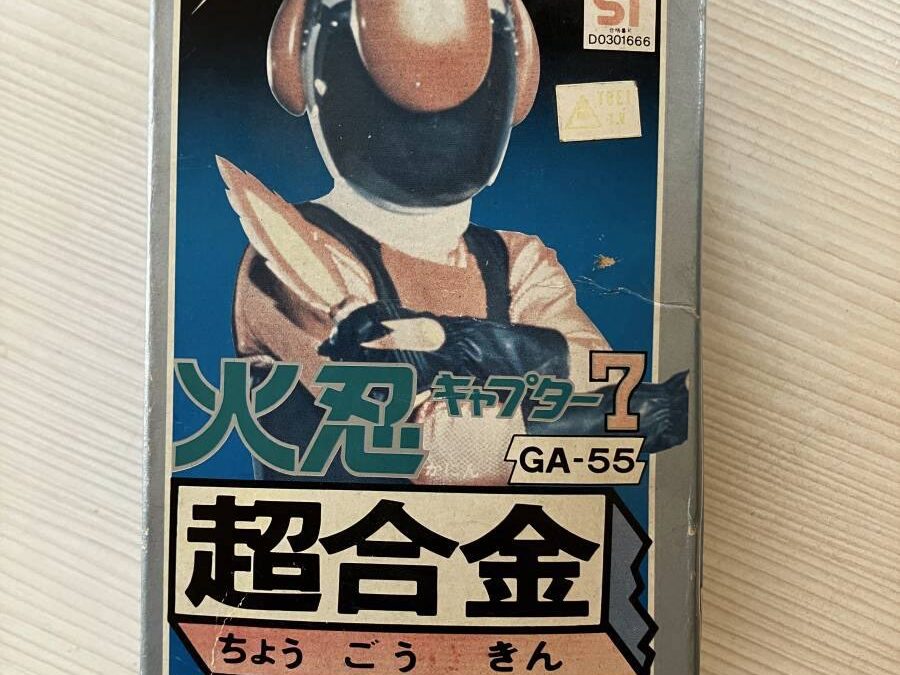 ST
D0301666
火忍
キャプター7
かにん
GA-55
超合金
ちょう ごう きん